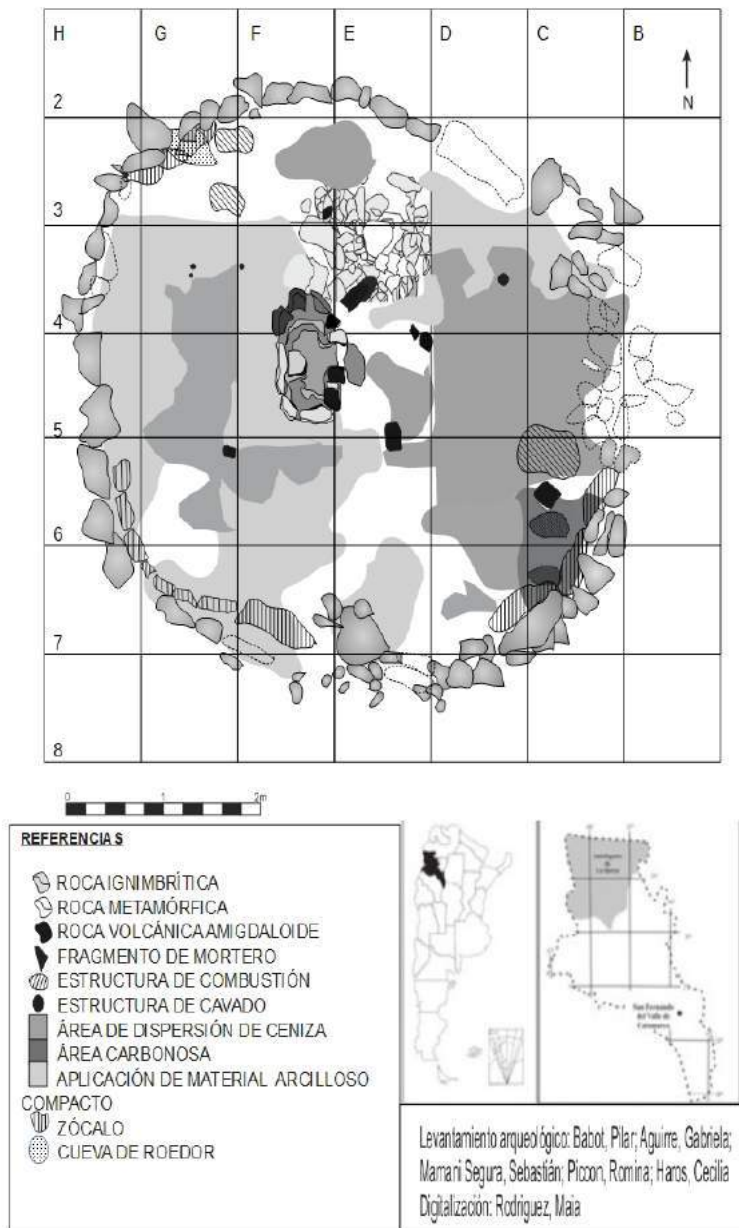 H G F E D C B
2
N
3
4
5
6
7
8
0 2m
REFERENCIAS
ROCA IGNIMBRÍTICA
ROCA METAMÓRFICA
ROCA VOLCÁNICA AMIGDALOIDE
FRAGMENTO DE MORTERO
ESTRUCTURA DE COMBUSTIÓN
ESTRUCTURA DE CAVADO
ÁREA DE DISPERSIÓN DE CENIZA
ÁREA CARBONOSA
APLICACIÓN DE MATERIAL ARCILLOSO
COMPACTO
ZÓCALO
CUEVA DE ROEDOR
San Fernando
del Valle de
Catamarca
Levantamiento arqueológico: Babot, Pilar; Aguirre, Gabriela;
Mamani Segura, Sebastián; Piccon, Romina; Haros, Cecilia
Digitalización: Rodriguez, Maia